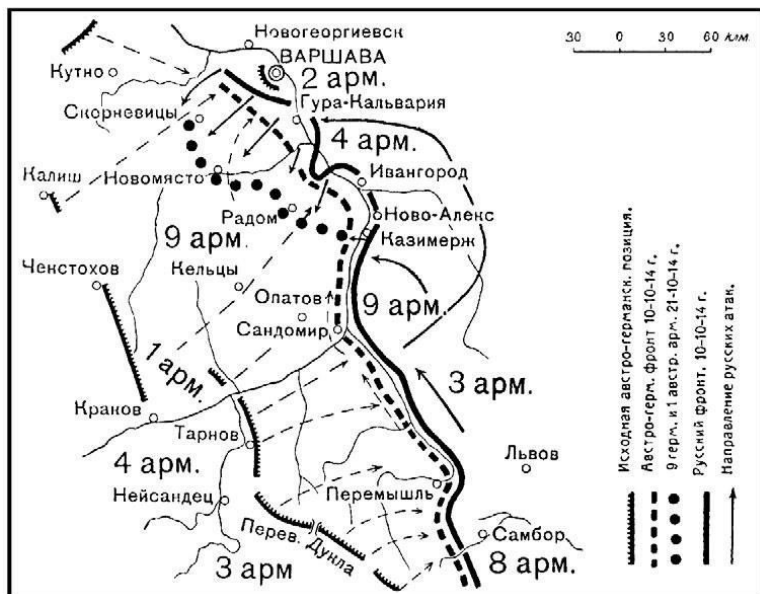 Новогеоргиевск
ВАРШАВА
2 арм.
Кутно
Гура-Кальвария
Скорневицы
4 арм.
Калиш
Новомясто
Ивангород
Радом
Ново-Алекс
Казимерж
9 арм.
Ченстохов
Кельцы
Опатов
9 арм.
Сандомир
1 арм.
3 арм.
Кранов
Тарнов
4 арм.
Львов
Нейсандец
Перемышль
Перев. Дукла
Самбор
3 арм
8 арм.
30 0 30 60 км.
Исходная австро-германск. позиция.
Австро-герм. фронт 10-10-14 г.
9 герм. и 1 австр. арм. 21-10-14 г.
Русский фронт. 10-10-14 г.
Направление русских атак.